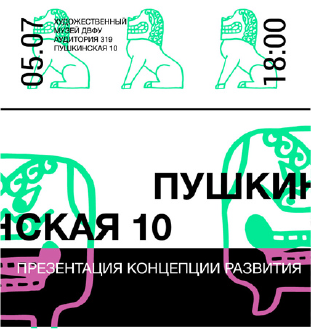 05.07
ХУДОЖЕСТВЕННЫЙ
МУЗЕЙ ДВФУ
АУДИТОРИЯ 319
ПУШКИНСКАЯ 10
18:00
ПУШКИН
НСКАЯ 10
ПРЕЗЕНТАЦИЯ КОНЦЕПЦИИ РАЗВИТИЯ